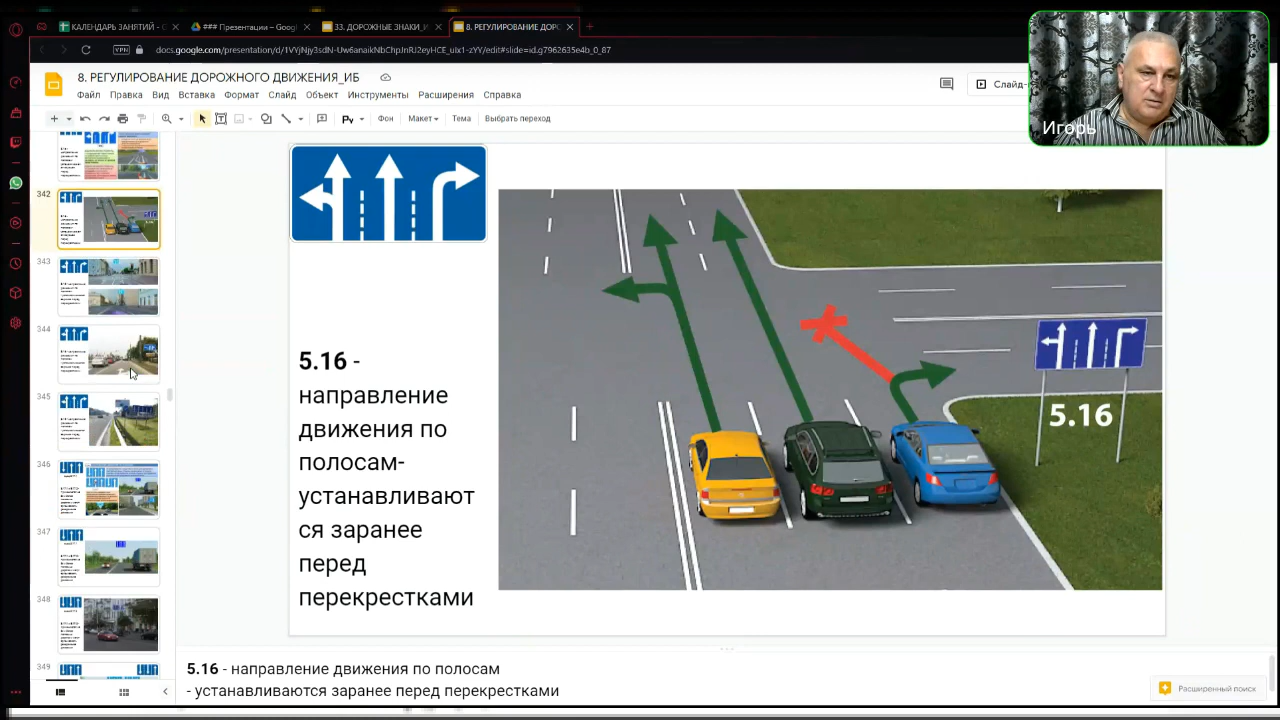 КАЛЕНДАРЬ ЗАНЯТИЙ -
### Презентации – Google
33. ДОРОЖНЫЕ ЗНАКИ_И
8. РЕГУЛИРОВАНИЕ ДОРО
VPN
docs.google.com/presentation/d/1VyjNjy3sdN-Uw6anaikNbChpJnRJ2eyHCE_uix1-zYV/edit#slide=id.g7962635e4b_0_87
8. РЕГУЛИРОВАНИЕ ДОРОЖНОГО ДВИЖЕНИЯ_ИБ
Файл Правка Вид Вставка Формат Слайд Объект Инструменты Расширения Справка
Слайд-
Фон Макет Тема Выбрать переход
Игорь
342
343
344
345
346
347
348
349
5.16 -
направление
движения по
полосам-
устанавливают
ся заранее
перед
перекрестками
5.16
5.16 - направление движения по полосам
- устанавливаются заранее перед перекрестками
Расширенный поиск